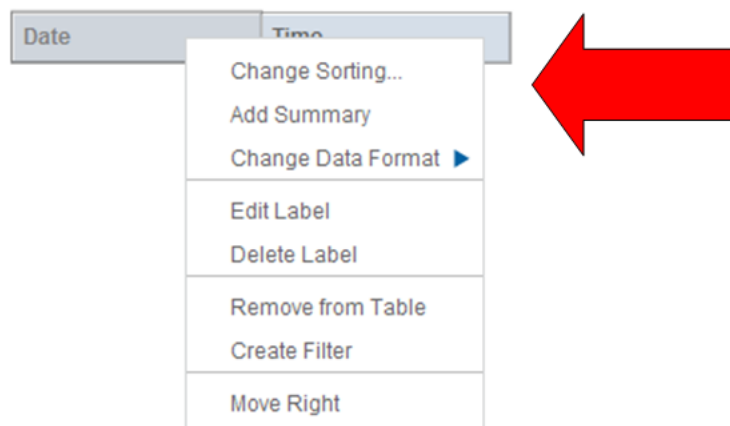 Date Time
Change Sorting...
Add Summary
Change Data Format
Edit Label
Delete Label
Remove from Table
Create Filter
Move Right